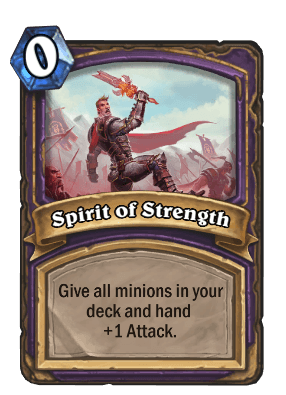 0
Spirit of Strength
Give all minions in your
deck and hand
+1 Attack.